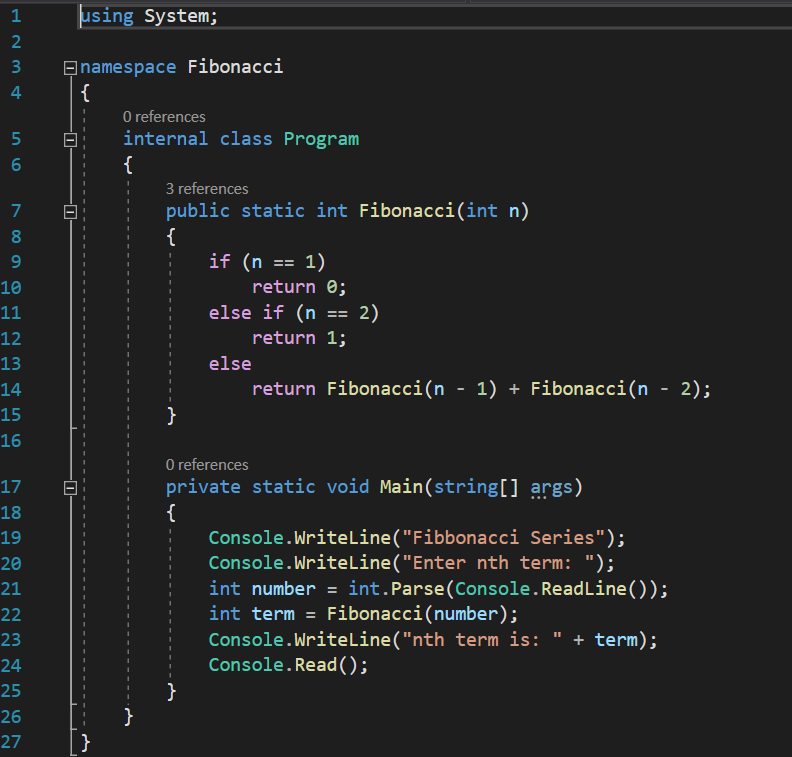 1 using System;
2
3 namespace Fibonacci
4 {
0 references
5 internal class Program
6 {
3 references
7 public static int Fibonacci(int n)
8 {
9 if (n == 1)
10 return 0;
11 else if (n == 2)
12 return 1;
13 else
14 return Fibonacci(n - 1) + Fibonacci(n - 2);
15 }
16
0 references
17 private static void Main(string[] args)
18 {
19 Console.WriteLine("Fibbonacci Series");
20 Console.WriteLine("Enter nth term: ");
21 int number = int.Parse(Console.ReadLine());
22 int term = Fibonacci(number);
23 Console.WriteLine("nth term is: " + term);
24 Console.Read();
25 }
26 }
27 }